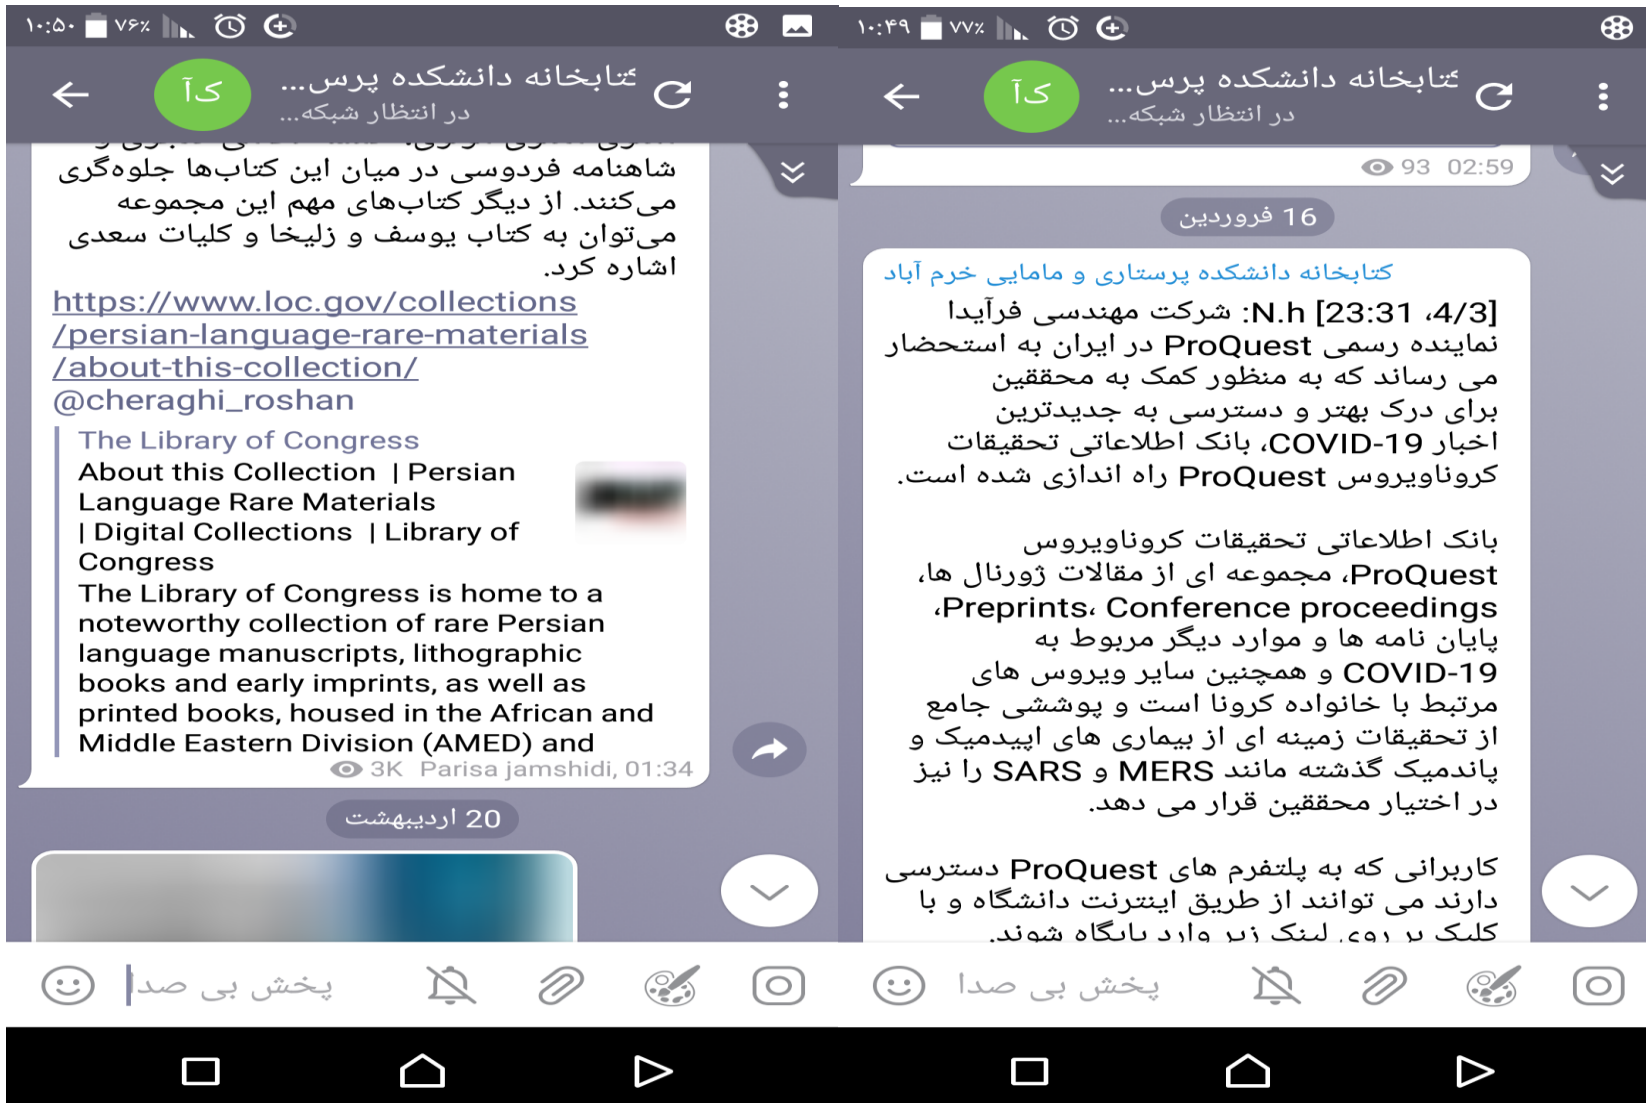 ۱۰:۵۰ ۷۶٪
کتابخانه دانشکده پرس...
در انتظار شبکه...
کآ
شاهنامه فردوسی در میان این کتاب‌ها جلوه‌گری
می‌کنند. از دیگر کتاب‌های مهم این مجموعه
می‌توان به کتاب یوسف و زلیخا و کلیات سعدی
اشاره کرد.
https://www.loc.gov/collections
/persian-language-rare-materials
/about-this-collection/
@cheraghi_roshan
The Library of Congress
About this Collection | Persian
Language Rare Materials
| Digital Collections | Library of
Congress
The Library of Congress is home to a
noteworthy collection of rare Persian
language manuscripts, lithographic
books and early imprints, as well as
printed books, housed in the African and
Middle Eastern Division (AMED) and
3K Parisa jamshidi, 01:34
20 اردیبهشت
پخش بی صدا
۱۰:۴۹ ۷۷٪
کتابخانه دانشکده پرس...
در انتظار شبکه...
کآ
93 02:59
16 فروردین
کتابخانه دانشکده پرستاری و مامایی خرم آباد
[4/3، 23:31] N.h: شرکت مهندسی فرآیدا
نماینده رسمی ProQuest در ایران به استحضار
می رساند که به منظور کمک به محققین
برای درک بهتر و دسترسی به جدیدترین
اخبار COVID-19، بانک اطلاعاتی تحقیقات
کروناویروس ProQuest راه اندازی شده است.
بانک اطلاعاتی تحقیقات کروناویروس
ProQuest، مجموعه ای از مقالات ژورنال ها،
Preprints، Conference proceedings،
پایان نامه ها و موارد دیگر مربوط به
COVID-19 و همچنین سایر ویروس های
مرتبط با خانواده کرونا است و پوششی جامع
از تحقیقات زمینه ای از بیماری های اپیدمیک و
پاندمیک گذشته مانند MERS و SARS را نیز
در اختیار محققین قرار می دهد.
کاربرانی که به پلتفرم های ProQuest دسترسی
دارند می توانند از طریق اینترنت دانشگاه و با
کلیک بر روی لینک زیر وارد پایگاه شوند.
پخش بی صدا